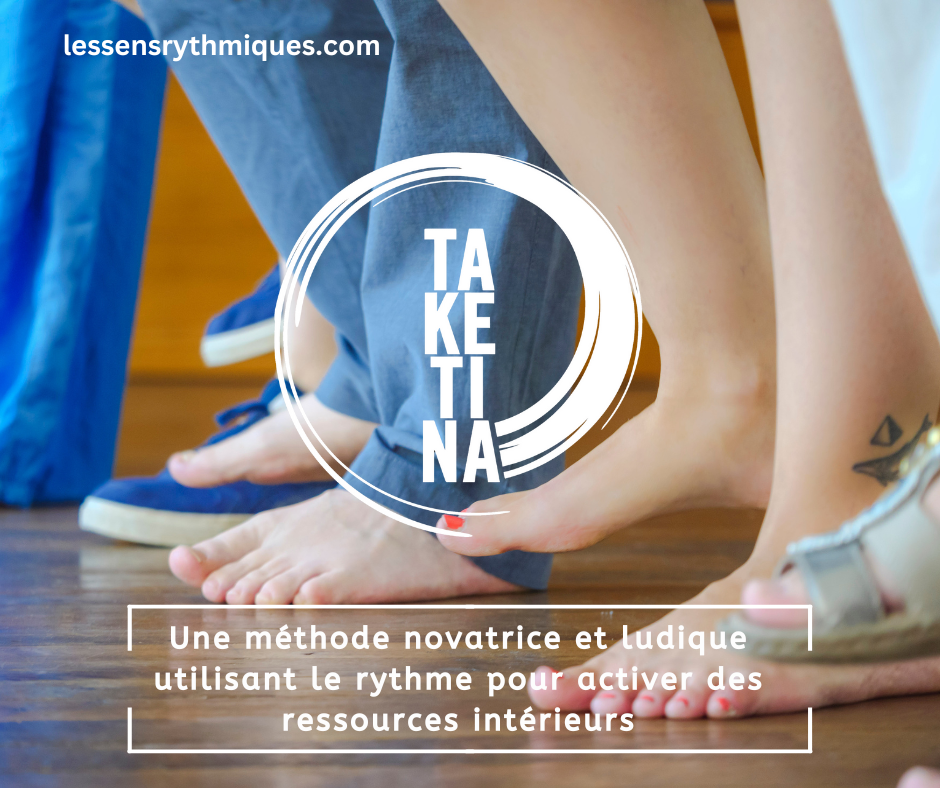 lessensrythmiques.com
TA
KE
TI
NA
Une méthode novatrice et ludique
utilisant le rythme pour activer des
ressources intérieurs